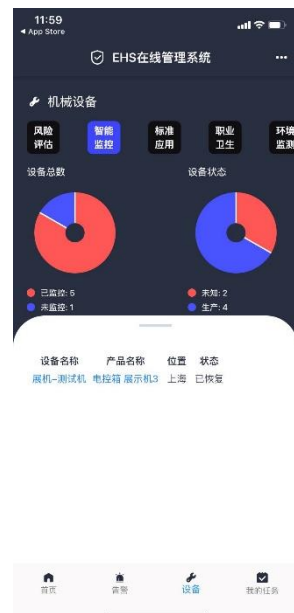 11:59
App Store
EHS在线管理系统
机械设备
风险评估
智能监控
标准应用
职业卫生
环境监测
设备总数
设备状态
已监控: 5
未监控: 1
未知: 2
生产: 4
设备名称 产品名称 位置 状态
展机-测试机 电控箱 展示机3 上海 已恢复
首页 告警 设备 我的任务